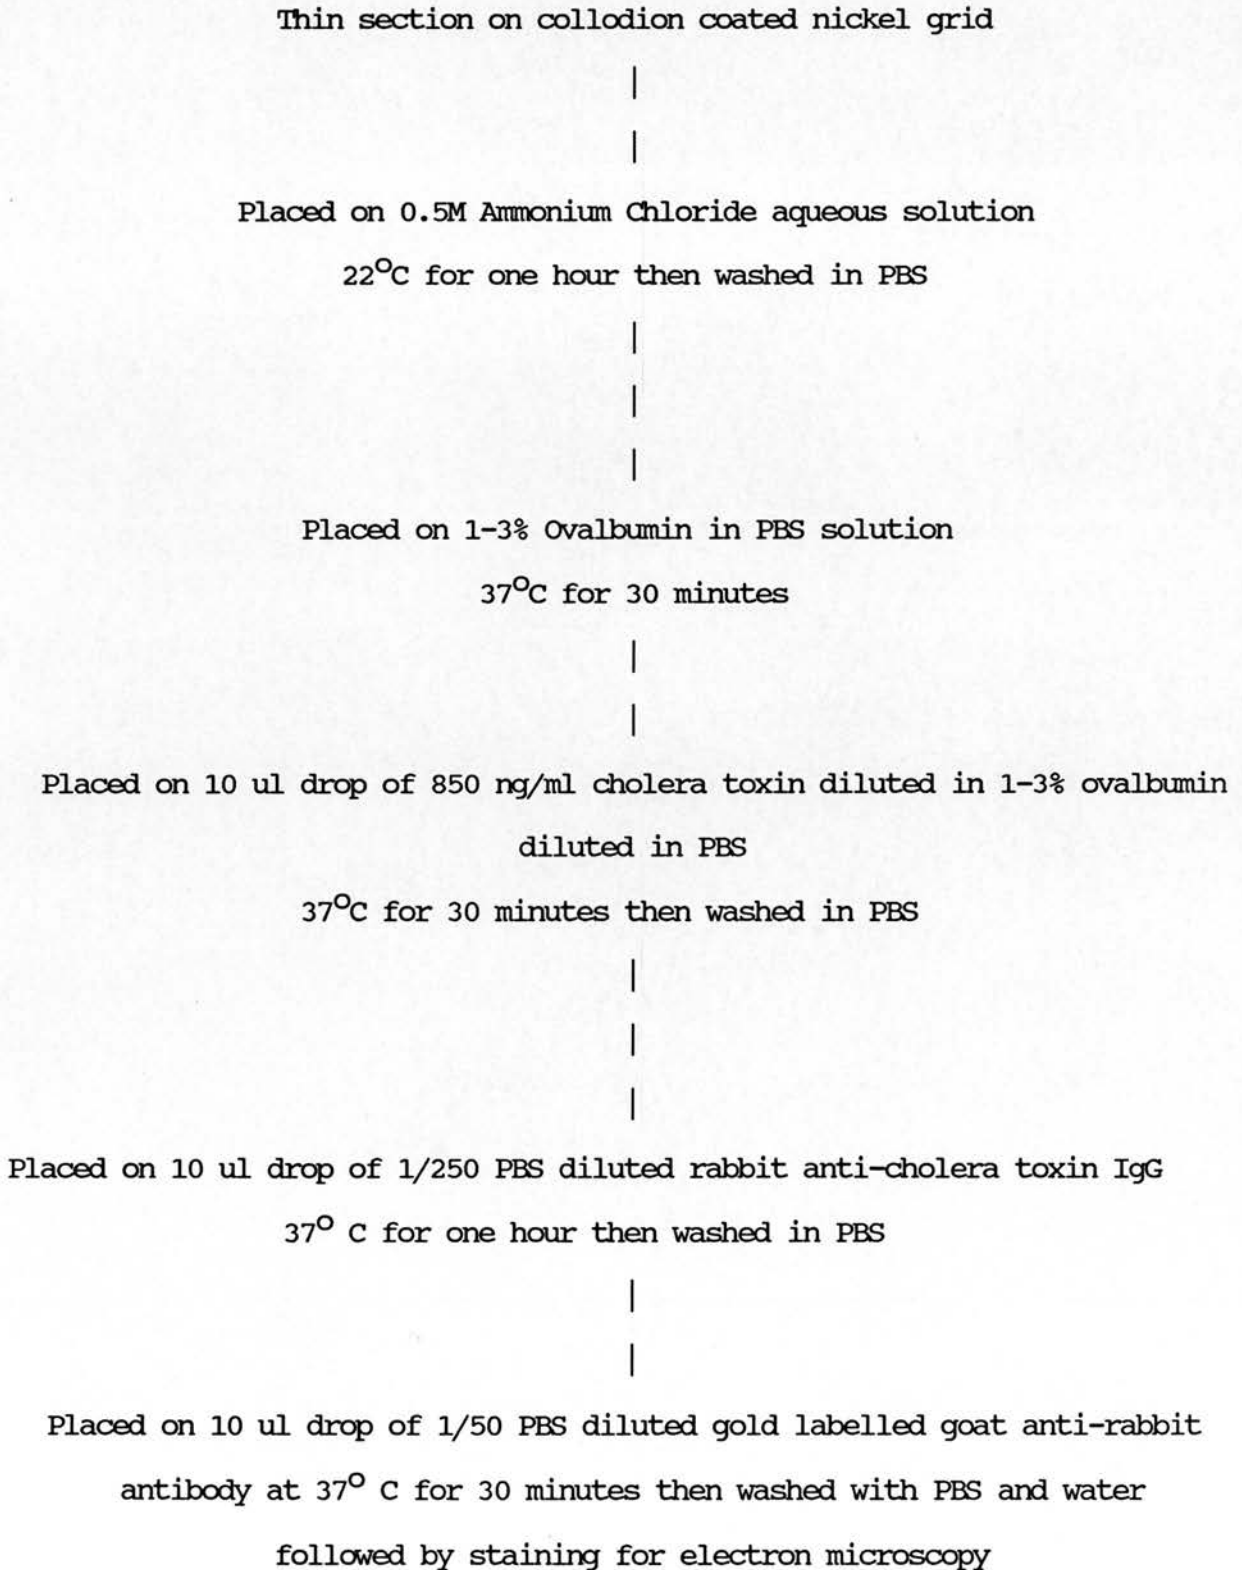 Thin section on collodion coated nickel grid
Placed on 0.5M Ammonium Chloride aqueous solution
22°C for one hour then washed in PBS
Placed on 1-3% Ovalbumin in PBS solution
37°C for 30 minutes
Placed on 10 ul drop of 850 ng/ml cholera toxin diluted in 1-3% ovalbumin
diluted in PBS
37°C for 30 minutes then washed in PBS
Placed on 10 ul drop of 1/250 PBS diluted rabbit anti-cholera toxin IgG
37° C for one hour then washed in PBS
Placed on 10 ul drop of 1/50 PBS diluted gold labelled goat anti-rabbit
antibody at 37° C for 30 minutes then washed with PBS and water
followed by staining for electron microscopy